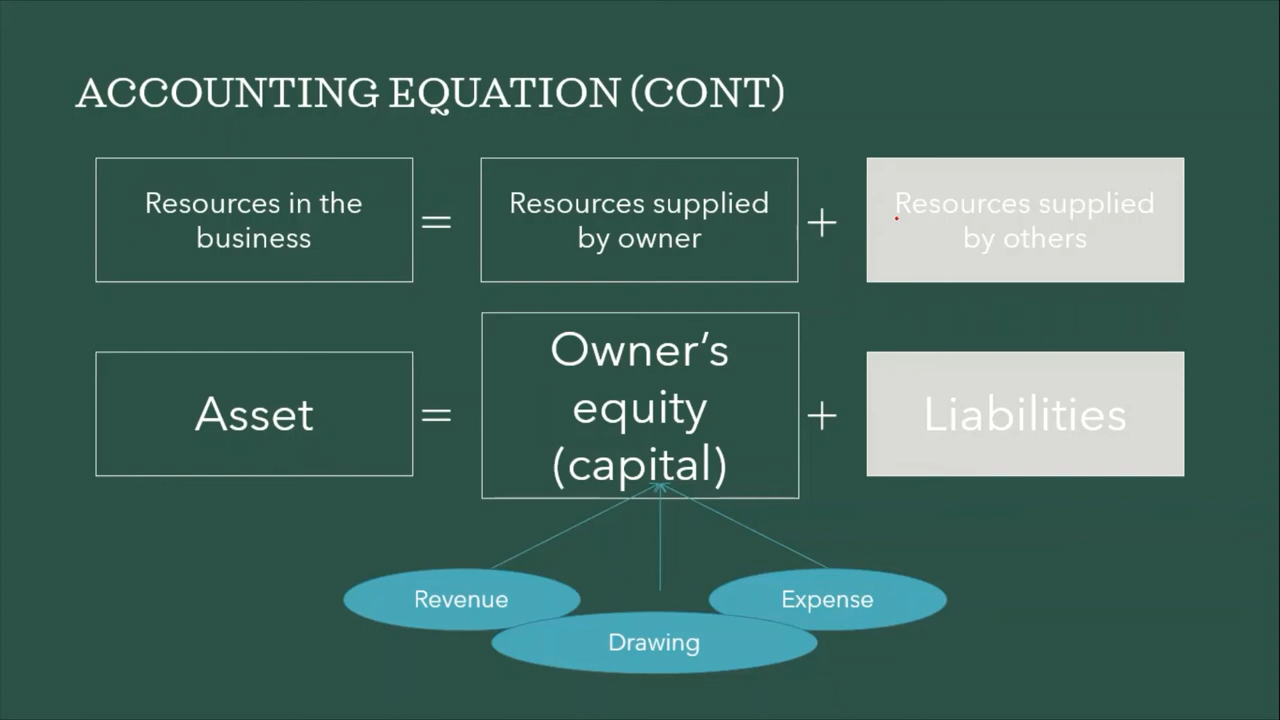 ACCOUNTING EQUATION (CONT)
Resources in the
business
=
Resources supplied
by owner
+
Resources supplied
by others
Asset
=
Owner’s
equity
(capital)
+
Liabilities
Revenue
Expense
Drawing